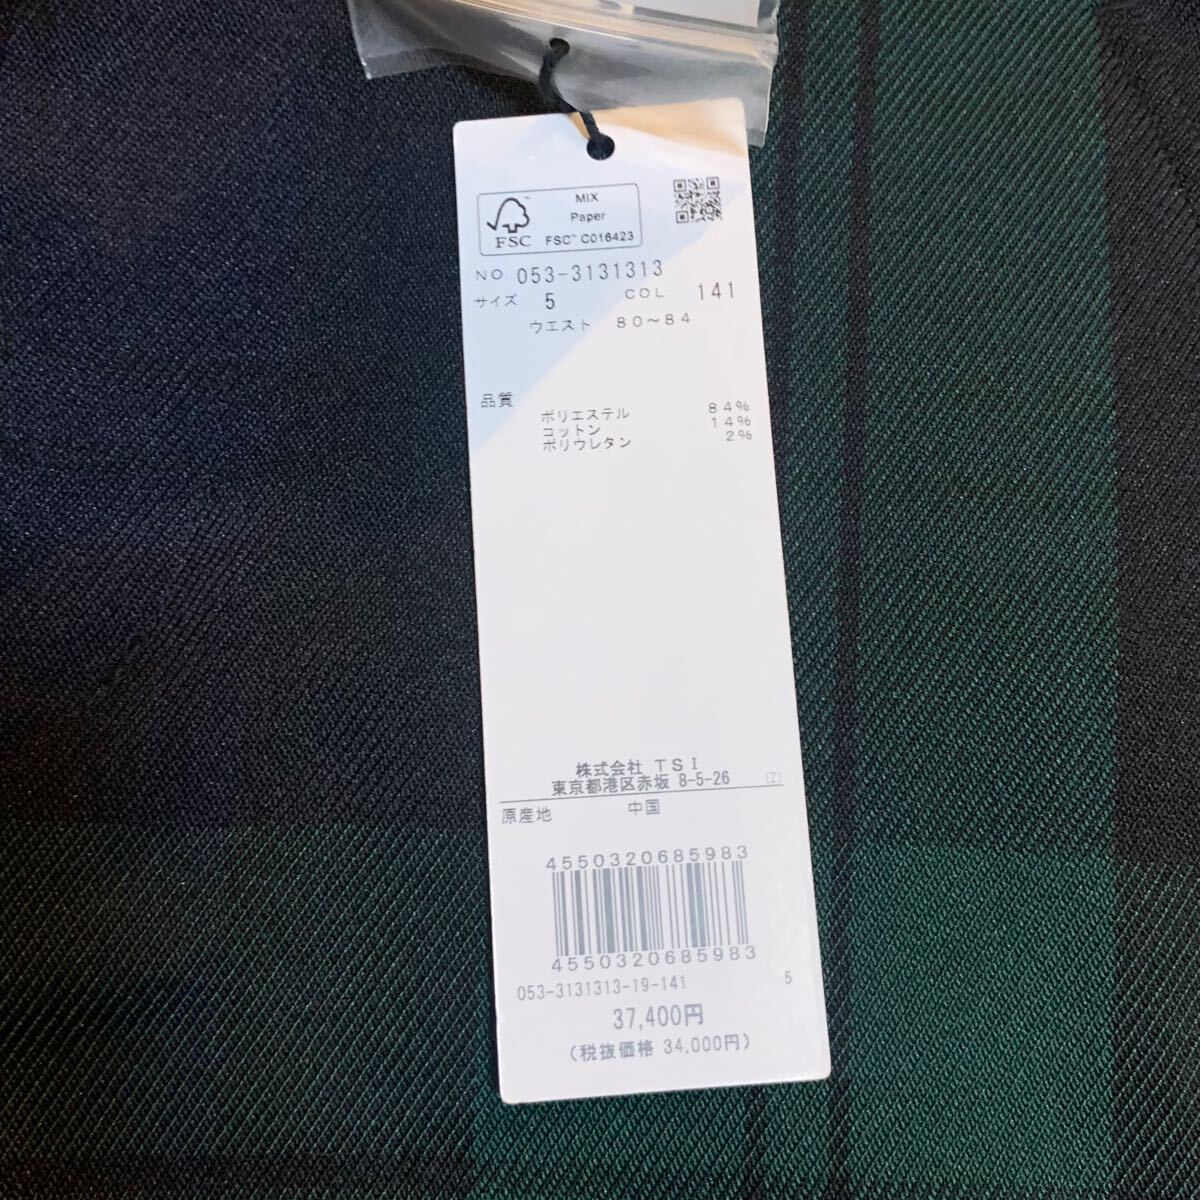 MIX
Paper
FSC™
FSC™ C016423
NO. 053-3131313
サイズ 5 COL. 141
ウエスト 80~84
品質
ポリエステル 84%
コットン 14%
ポリウレタン 2%
株式会社 TSI
東京都港区赤坂 8-5-26 (Z)
原産地 中国
4550320685983
4550320685983
053-3131313-19-141 5
37,400円
(税抜価格 34,000円)